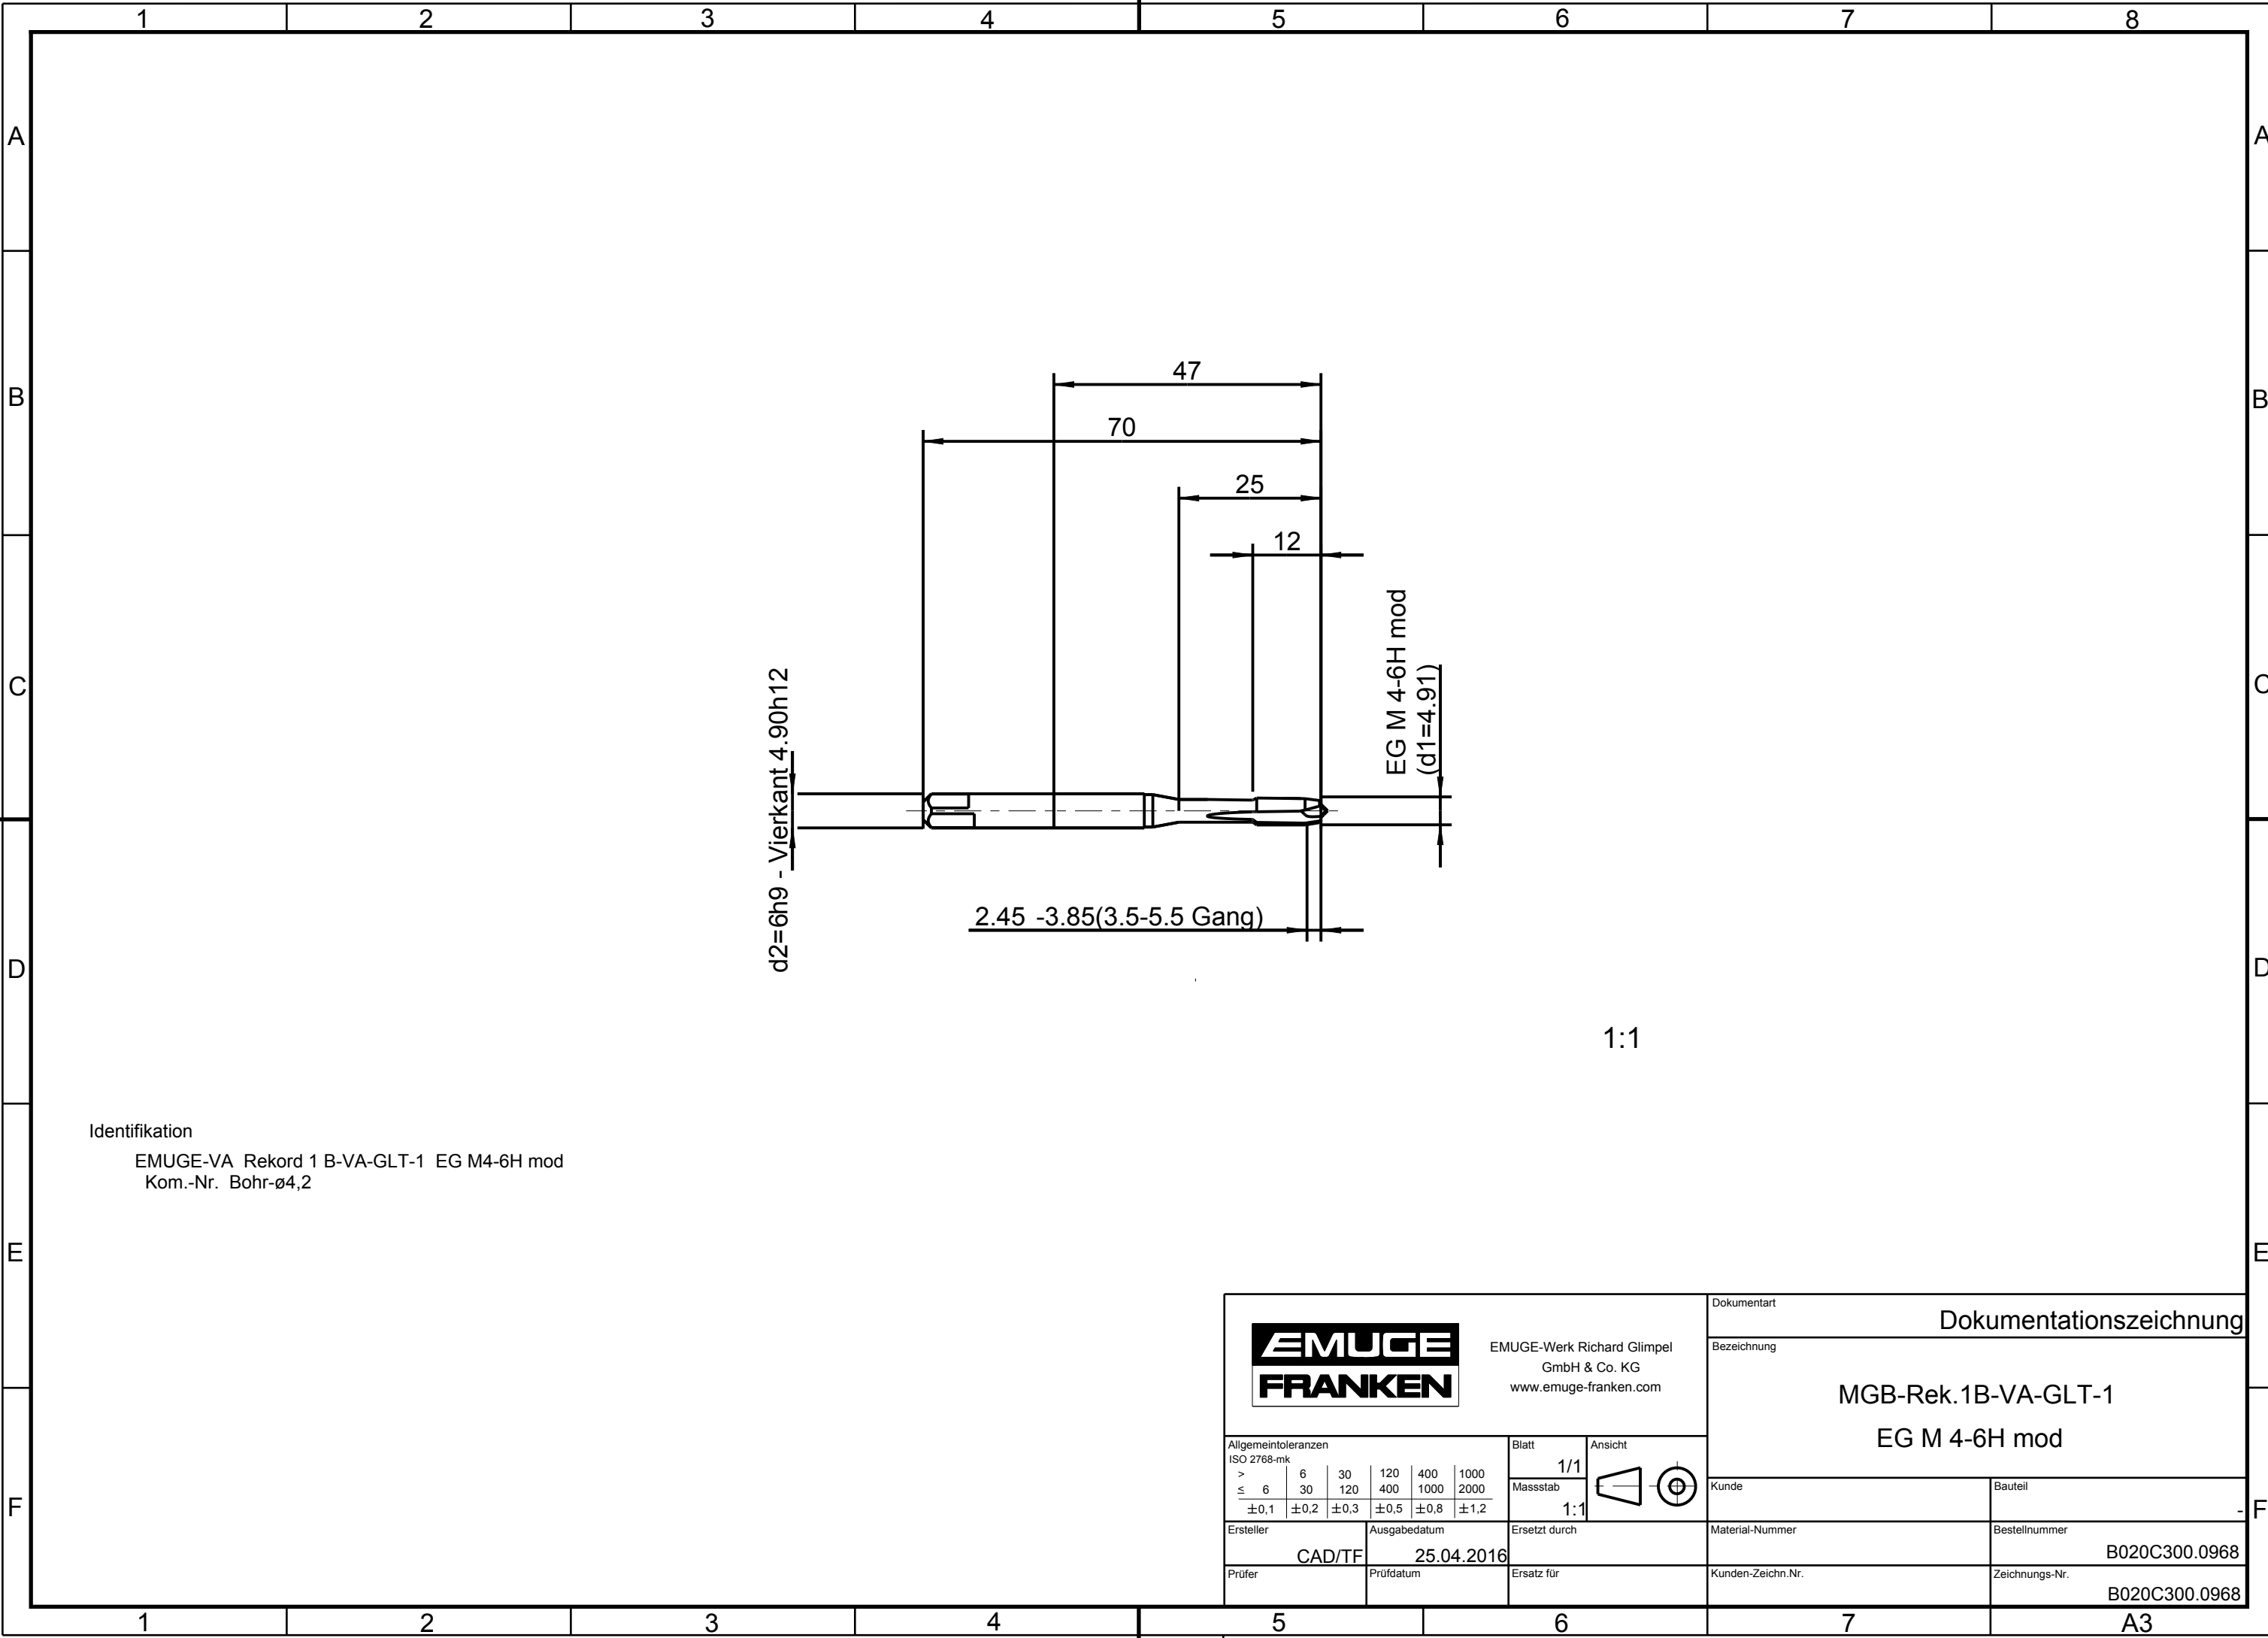 1 2 3 4 5 6 7 8
A A
B B
C C
D D
E E
F F
47
70
25
12
EG M 4-6H mod
(d1=4.91)
d2=6h9 - Vierkant 4.90h12
2.45 -3.85(3.5-5.5 Gang)
1:1
Identifikation
EMUGE-VA Rekord 1 B-VA-GLT-1 EG M4-6H mod
Kom.-Nr. Bohr-ø4,2
EMUGE
FRANKEN
EMUGE-Werk Richard Glimpel
GmbH & Co. KG
www.emuge-franken.com
Dokumentart
Dokumentationszeichnung
Bezeichnung
MGB-Rek.1B-VA-GLT-1
EG M 4-6H mod
Allgemeintoleranzen
ISO 2768-mk
> 6 30 120 400 1000
≤ 6 30 120 400 1000 2000
±0,1 ±0,2 ±0,3 ±0,5 ±0,8 ±1,2
Blatt
1/1
Ansicht
Massstab
1:1
Kunde
Bauteil
-
Ersteller
CAD/TF
Ausgabedatum
25.04.2016
Ersetzt durch
Material-Nummer
Bestellnummer
B020C300.0968
Prüfer
Prüfdatum
Ersatz für
Kunden-Zeichn.Nr.
Zeichnungs-Nr.
B020C300.0968
1 2 3 4 5 6 7 A3